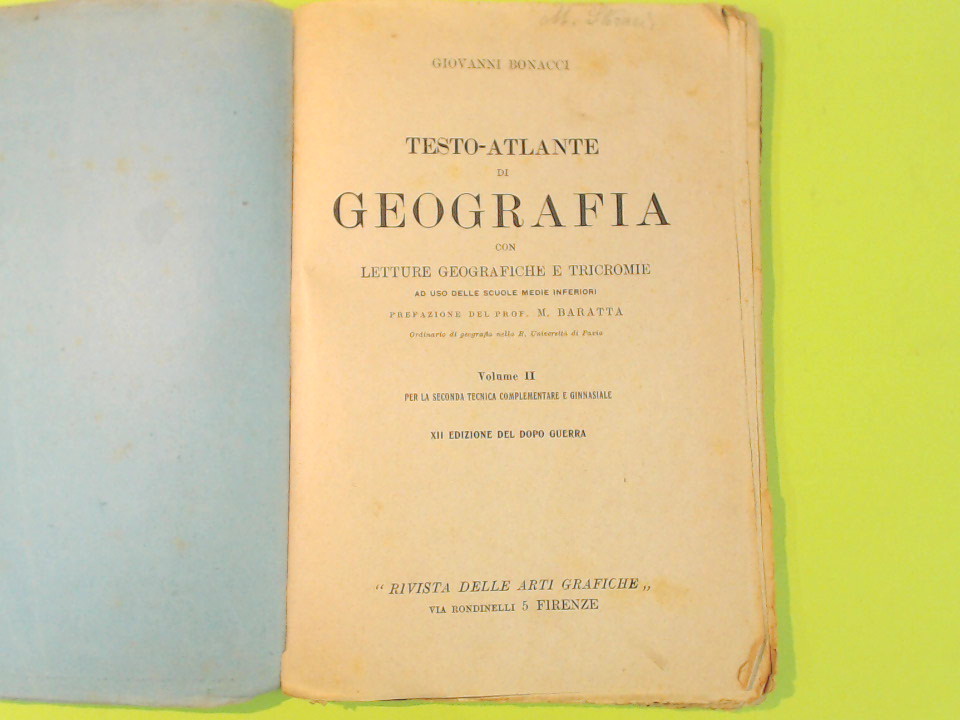 GIOVANNI BONACCI
TESTO-ATLANTE
DI
GEOGRAFIA
CON
LETTURE GEOGRAFICHE E TRICROMIE
AD USO DELLE SCUOLE MEDIE INFERIORI
PREFAZIONE DEL PROF. M. BARATTA
Ordinario di geografia nella R. Università di Pavia
Volume II
PER LA SECONDA TECNICA COMPLEMENTARE E GINNASIALE
XII EDIZIONE DEL DOPO GUERRA
“ RIVISTA DELLE ARTI GRAFICHE „
VIA RONDINELLI 5 FIRENZE